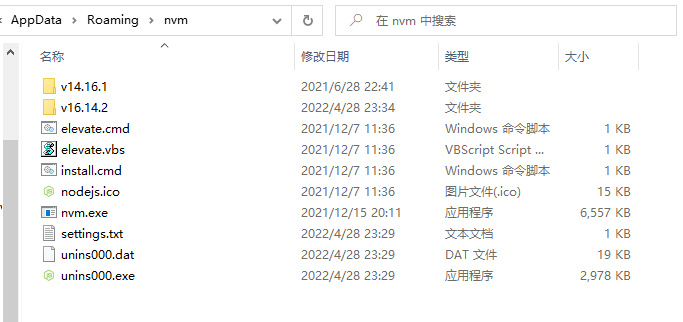 AppData > Roaming > nvm 在 nvm 中搜索
名称 修改日期 类型 大小
v14.16.1 2021/6/28 22:41 文件夹
v16.14.2 2022/4/28 23:34 文件夹
elevate.cmd 2021/12/7 11:36 Windows 命令脚本 1 KB
elevate.vbs 2021/12/7 11:36 VBScript Script ... 1 KB
install.cmd 2021/12/7 11:36 Windows 命令脚本 1 KB
nodejs.ico 2021/12/7 11:36 图片文件(.ico) 15 KB
nvm.exe 2021/12/15 20:11 应用程序 6,557 KB
settings.txt 2022/4/28 23:29 文本文档 1 KB
unins000.dat 2022/4/28 23:29 DAT 文件 19 KB
unins000.exe 2022/4/28 23:29 应用程序 2,978 KB